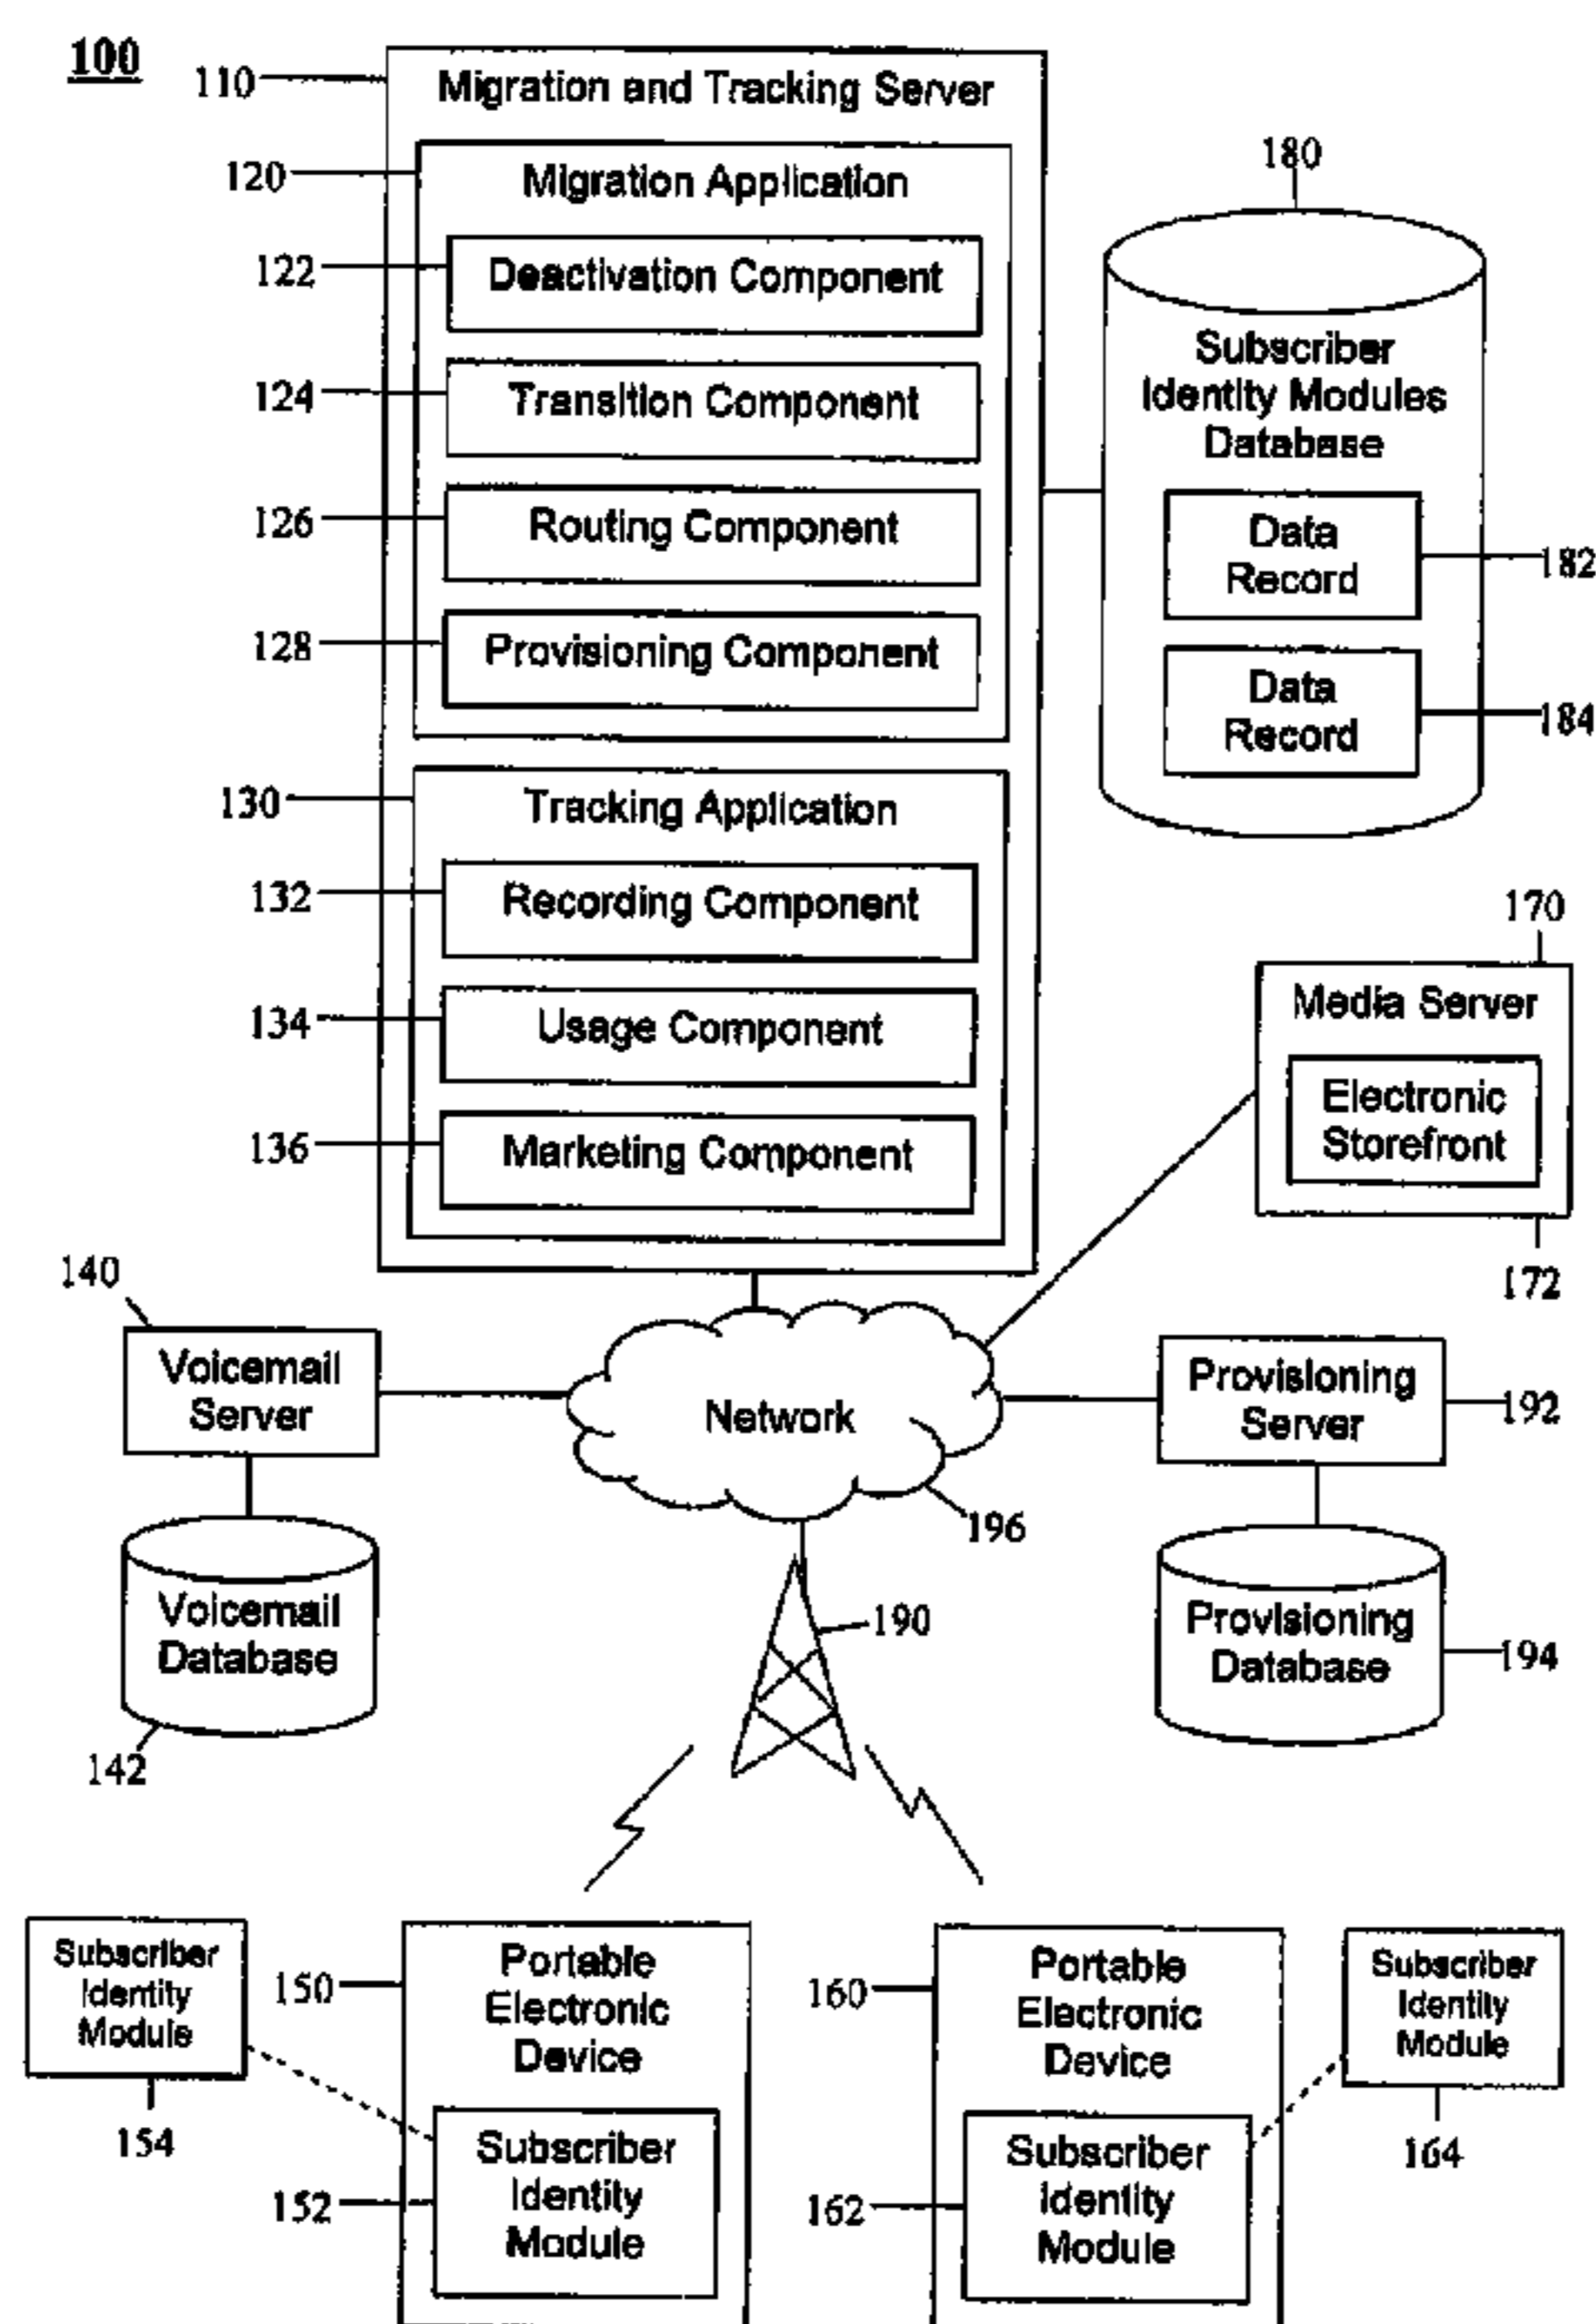 100
110
Migration and Tracking Server
120
Migration Application
180
122
Deactivation Component
124
Transition Component
126
Routing Component
128
Provisioning Component
Subscriber
Identity Modules
Database
Data
Record
182
Data
Record
184
130
Tracking Application
132
Recording Component
134
Usage Component
136
Marketing Component
170
Media Server
Electronic
Storefront
172
140
Voicemail
Server
Network
Provisioning
Server
192
196
Voicemail
Database
142
190
Provisioning
Database
194
Subscriber
Identity
Module
154
150
Portable
Electronic
Device
152
Subscriber
Identity
Module
160
Portable
Electronic
Device
162
Subscriber
Identity
Module
Subscriber
Identity
Module
164